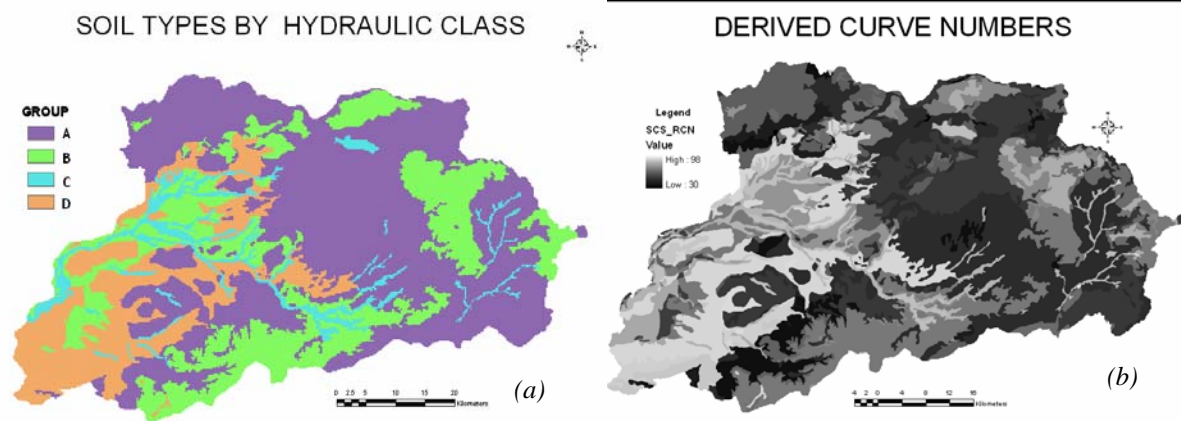 SOIL TYPES BY HYDRAULIC CLASS
GROUP
A
B
C
D
0 2.5 5 10 15 20
Kilometers
(a)
DERIVED CURVE NUMBERS
Legend
SCS_RCN
Value
High : 98
Low : 30
4 2 0 4 8 12 16
Kilometers
(b)